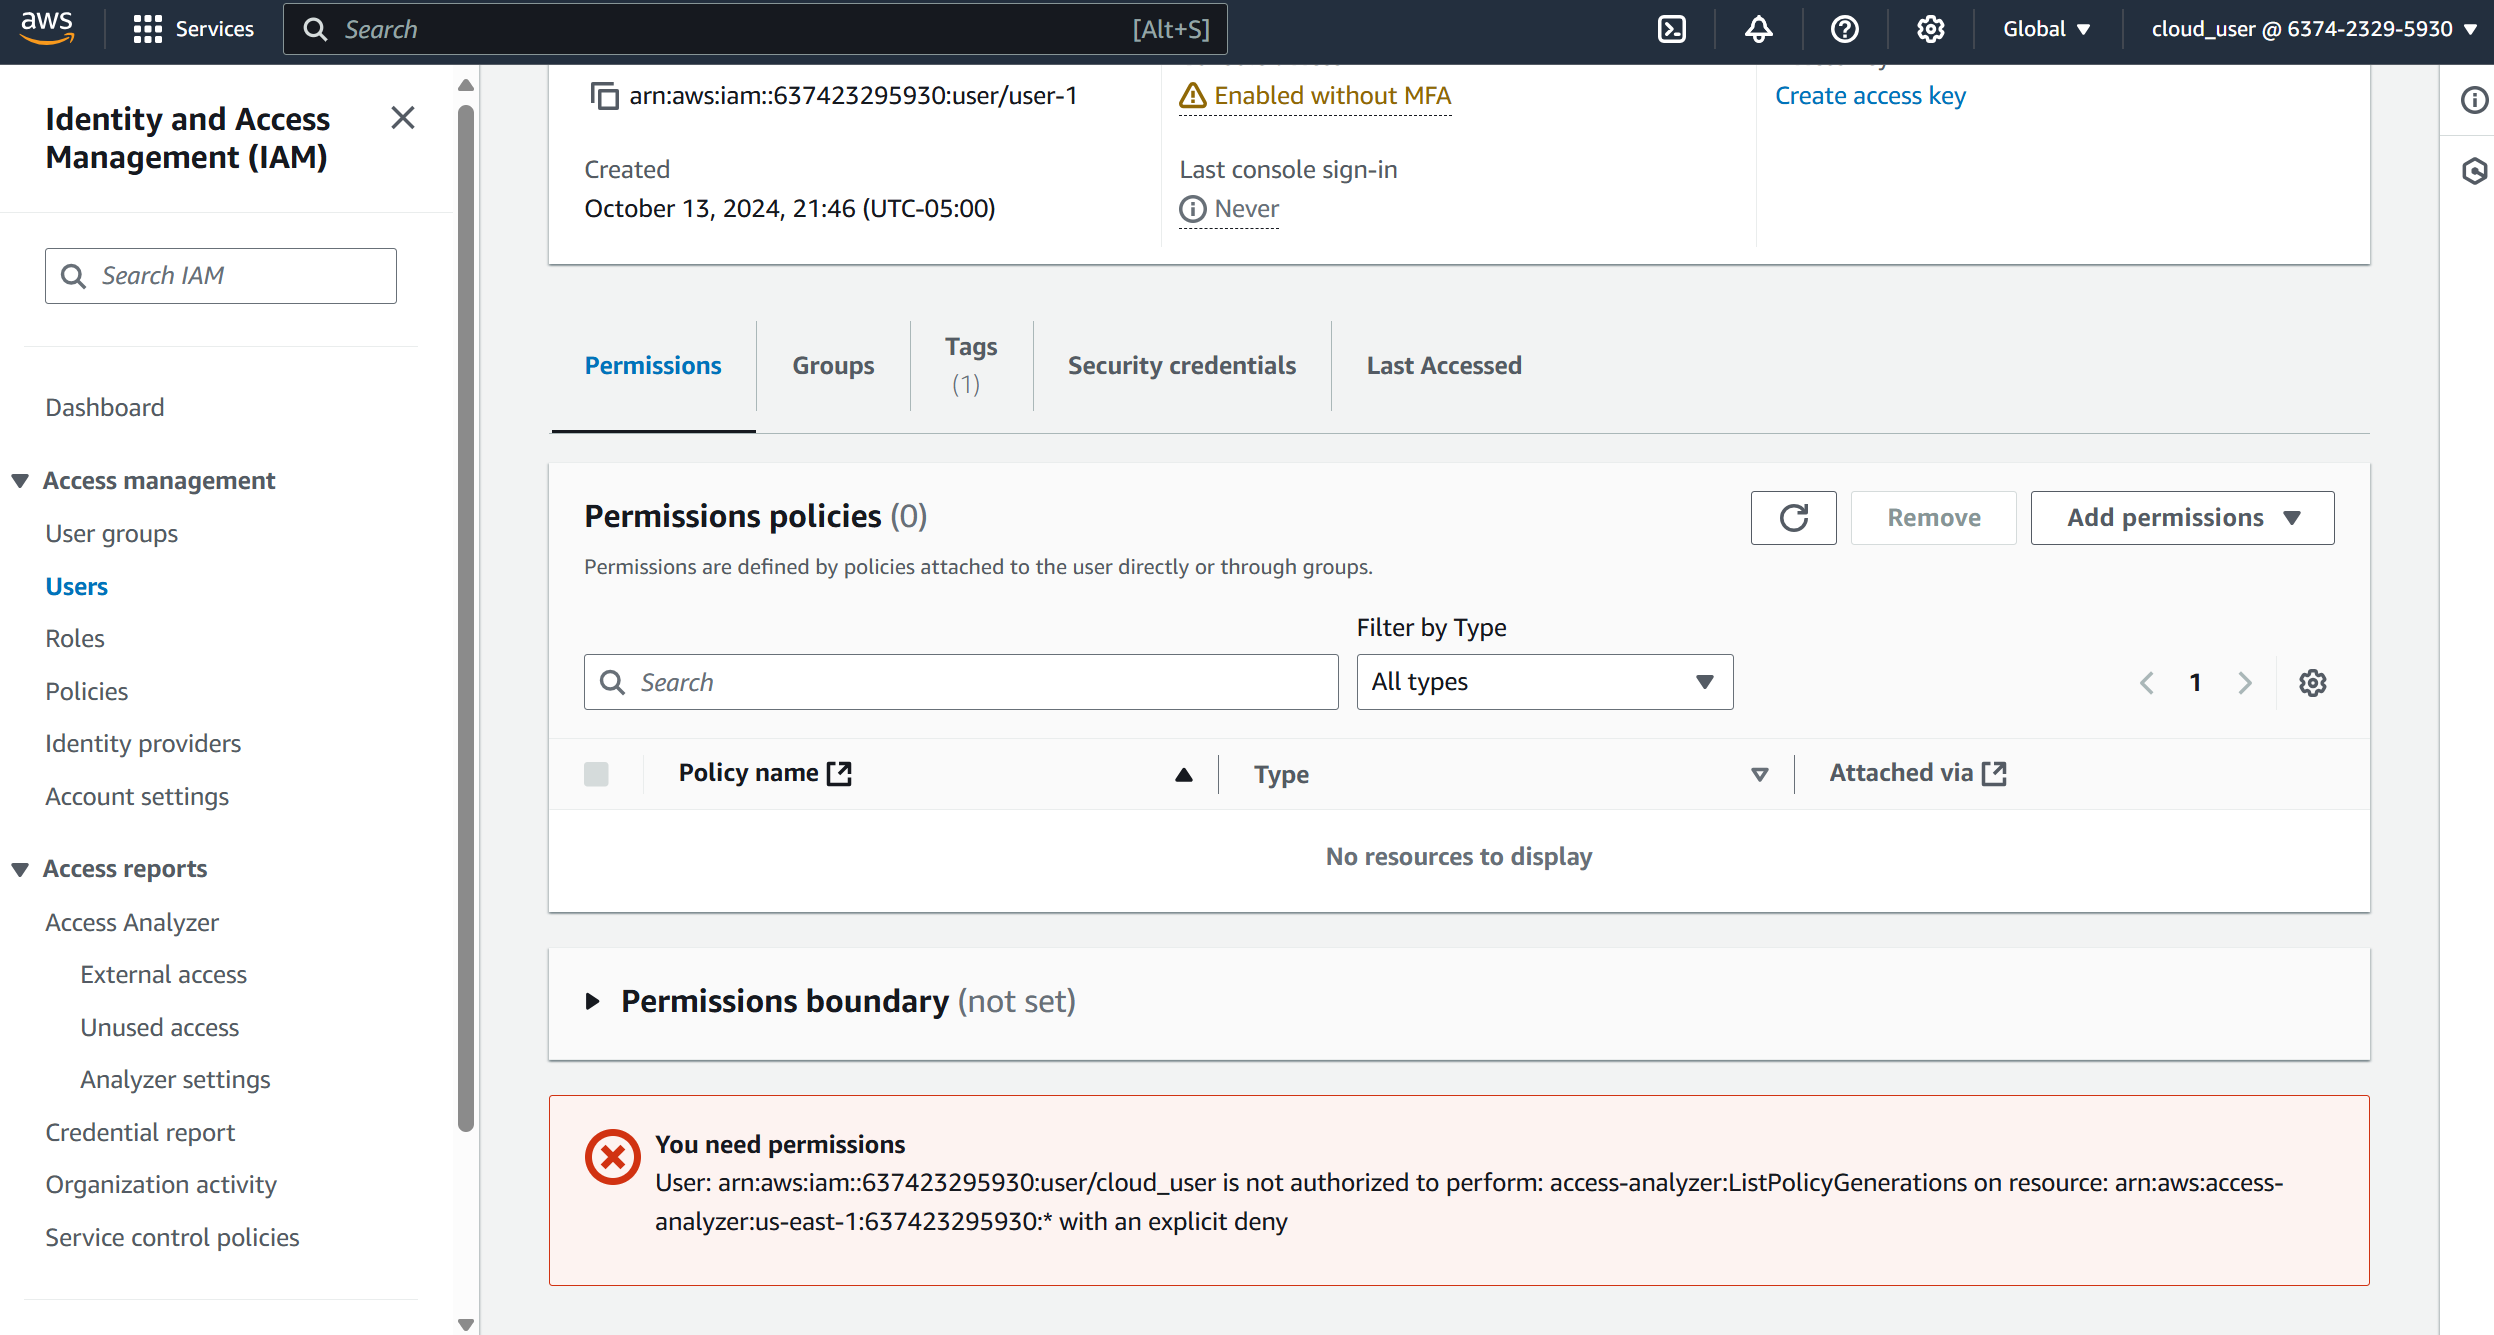 aws
Services
Search
[Alt+S]
Global
cloud_user @ 6374-2329-5930
Identity and Access
Management (IAM)
Search IAM
Dashboard
Access management
User groups
Users
Roles
Policies
Identity providers
Account settings
Access reports
Access Analyzer
External access
Unused access
Analyzer settings
Credential report
Organization activity
Service control policies
arn:aws:iam::637423295930:user/user-1
Enabled without MFA
Create access key
Created
October 13, 2024, 21:46 (UTC-05:00)
Last console sign-in
Never
Permissions
Groups
Tags
(1)
Security credentials
Last Accessed
Permissions policies (0)
Remove
Add permissions
Permissions are defined by policies attached to the user directly or through groups.
Filter by Type
Search
All types
1
Policy name
Type
Attached via
No resources to display
Permissions boundary (not set)
You need permissions
User: arn:aws:iam::637423295930:user/cloud_user is not authorized to perform: access-analyzer:ListPolicyGenerations on resource: arn:aws:access-
analyzer:us-east-1:637423295930:* with an explicit deny